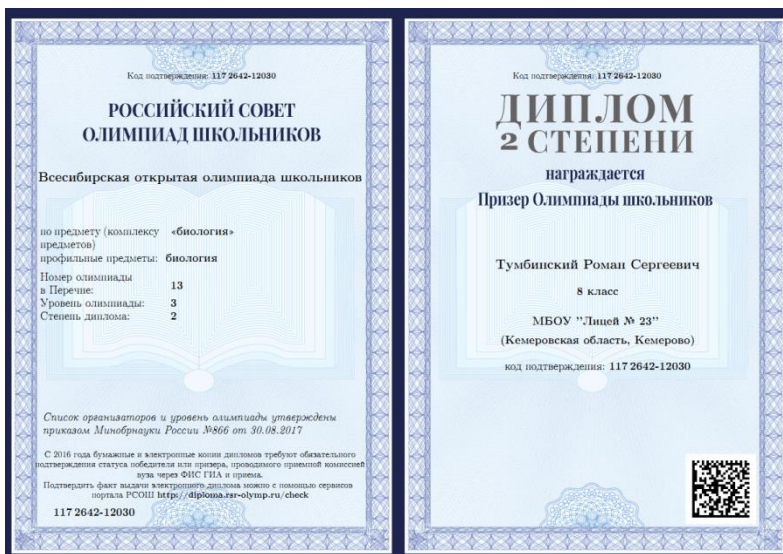 Код подтверждения: 117 2642-12030
РОССИЙСКИЙ СОВЕТ
ОЛИМПИАД ШКОЛЬНИКОВ
Всесибирская открытая олимпиада школьников
по предмету (комплексу предметов) «биология»
профильные предметы: биология
Номер олимпиады
в Перечне: 13
Уровень олимпиады: 3
Степень диплома: 2
Список организаторов и уровень олимпиады утверждены
приказом Минобрнауки России №866 от 30.08.2017
С 2016 года бумажные и электронные копии дипломов требуют обязательного
подтверждения статуса победителя или призера, проводимого приемной комиссией
вуза через ФИС ГИА и приема.
Подтвердить факт выдачи электронного диплома можно с помощью сервисов
портала РСОШ http://diploma.rsr-olymp.ru/check
117 2642-12030
Код подтверждения: 117 2642-12030
ДИПЛОМ
2 СТЕПЕНИ
награждается
Призер Олимпиады школьников
Тумбинский Роман Сергеевич
8 класс
МБОУ "Лицей № 23"
(Кемеровская область, Кемерово)
код подтверждения: 117 2642-12030